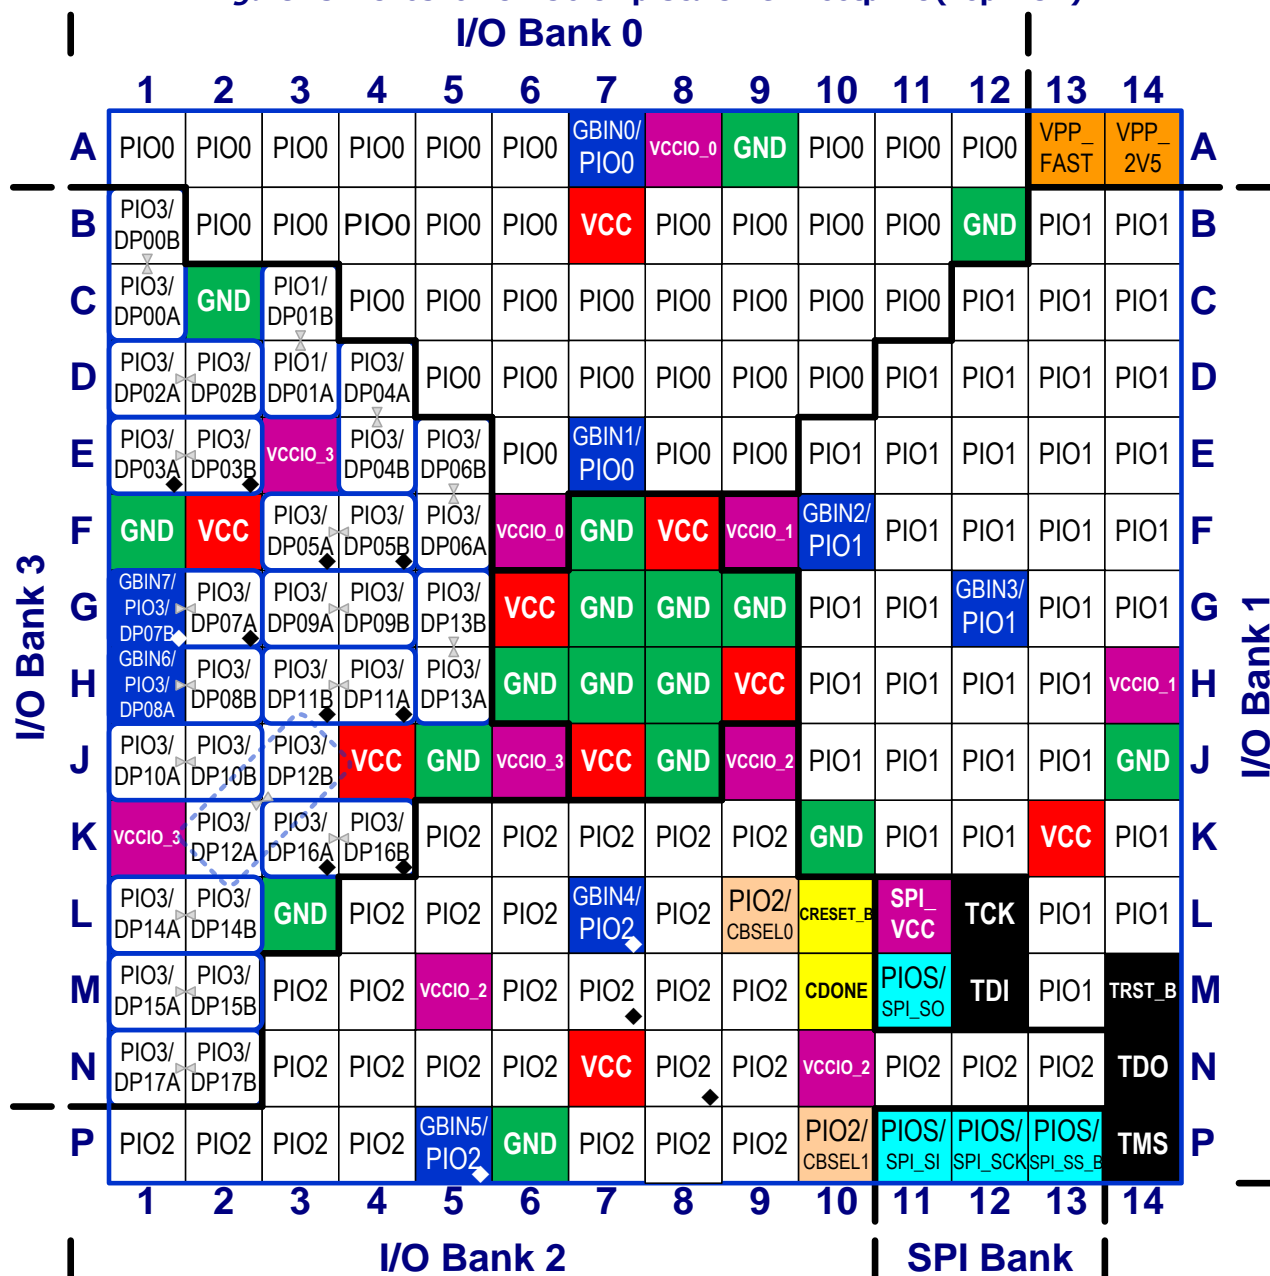 I/O Bank 0
1 2 3 4 5 6 7 8 9 10 11 12 13 14
A PIO0 PIO0 PIO0 PIO0 PIO0 PIO0 GBIN0/ PIO0 VCCIO_0 GND PIO0 PIO0 PIO0 VPP_ FAST VPP_ 2V5 A
B PIO3/ DP00B PIO0 PIO0 PIO0 PIO0 PIO0 VCC PIO0 PIO0 PIO0 PIO0 GND PIO1 PIO1 B
C PIO3/ DP00A GND PIO1/ DP01B PIO0 PIO0 PIO0 PIO0 PIO0 PIO0 PIO0 PIO0 PIO1 PIO1 PIO1 C
D PIO3/ DP02A PIO3/ DP02B PIO1/ DP01A PIO3/ DP04A PIO0 PIO0 PIO0 PIO0 PIO0 PIO0 PIO1 PIO1 PIO1 PIO1 D
E PIO3/ DP03A PIO3/ DP03B VCCIO_3 PIO3/ DP04B PIO3/ DP06B PIO0 GBIN1/ PIO0 PIO0 PIO0 PIO1 PIO1 PIO1 PIO1 PIO1 E
F GND VCC PIO3/ DP05A PIO3/ DP05B PIO3/ DP06A VCCIO_0 GND VCC VCCIO_1 GBIN2/ PIO1 PIO1 PIO1 PIO1 PIO1 F
G GBIN7/ PIO3/ DP07B PIO3/ DP07A PIO3/ DP09A PIO3/ DP09B PIO3/ DP13B VCC GND GND GND PIO1 PIO1 GBIN3/ PIO1 PIO1 PIO1 G
H GBIN6/ PIO3/ DP08A PIO3/ DP08B PIO3/ DP11B PIO3/ DP11A PIO3/ DP13A GND GND GND VCC PIO1 PIO1 PIO1 PIO1 VCCIO_1 H
J PIO3/ DP10A PIO3/ DP10B PIO3/ DP12B VCC GND VCCIO_3 VCC GND VCCIO_2 PIO1 PIO1 PIO1 PIO1 GND J
K VCCIO_3 PIO3/ DP12A PIO3/ DP16A PIO3/ DP16B PIO2 PIO2 PIO2 PIO2 PIO2 GND PIO1 PIO1 VCC PIO1 K
L PIO3/ DP14A PIO3/ DP14B GND PIO2 PIO2 PIO2 GBIN4/ PIO2 PIO2 PIO2/ CBSEL0 CRESET_B SPI_ VCC TCK PIO1 PIO1 L
M PIO3/ DP15A PIO3/ DP15B PIO2 PIO2 VCCIO_2 PIO2 PIO2 PIO2 PIO2 CDONE PIOS/ SPI_SO TDI PIO1 TRST_B M
N PIO3/ DP17A PIO3/ DP17B PIO2 PIO2 PIO2 PIO2 VCC PIO2 PIO2 VCCIO_2 PIO2 PIO2 PIO2 TDO N
P PIO2 PIO2 PIO2 PIO2 GBIN5/ PIO2 GND PIO2 PIO2 PIO2 PIO2/ CBSEL1 PIOS/ SPI_SI PIOS/ SPI_SCK PIOS/ SPI_SS_B TMS P
1 2 3 4 5 6 7 8 9 10 11 12 13 14
I/O Bank 3
I/O Bank 1
I/O Bank 2
SPI Bank